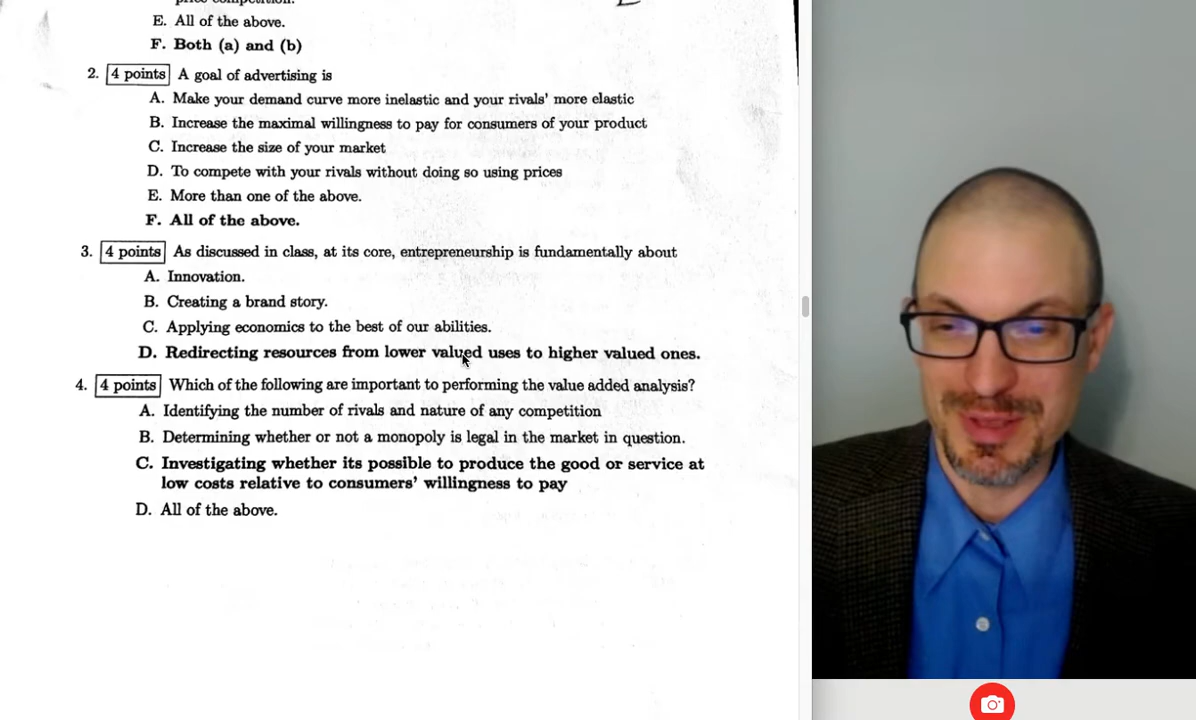 E. All of the above.
F. Both (a) and (b)
2. 4 points A goal of advertising is
A. Make your demand curve more inelastic and your rivals' more elastic
B. Increase the maximal willingness to pay for consumers of your product
C. Increase the size of your market
D. To compete with your rivals without doing so using prices
E. More than one of the above.
F. All of the above.
3. 4 points As discussed in class, at its core, entrepreneurship is fundamentally about
A. Innovation.
B. Creating a brand story.
C. Applying economics to the best of our abilities.
D. Redirecting resources from lower valued uses to higher valued ones.
4. 4 points Which of the following are important to performing the value added analysis?
A. Identifying the number of rivals and nature of any competition
B. Determining whether or not a monopoly is legal in the market in question.
C. Investigating whether its possible to produce the good or service at
low costs relative to consumers' willingness to pay
D. All of the above.